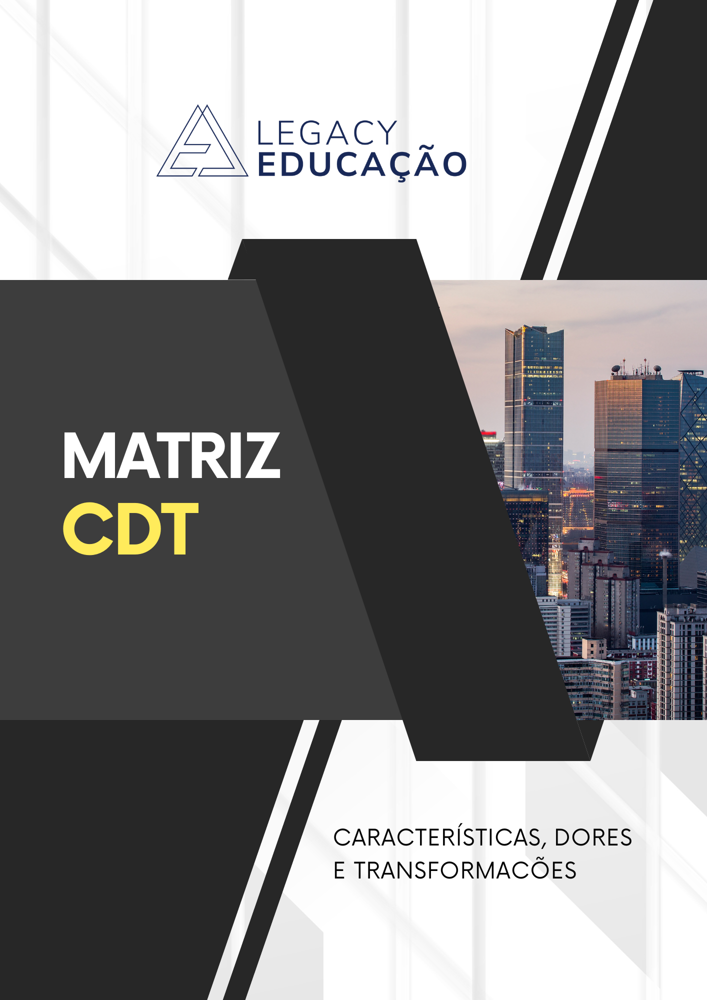 LEGACY
EDUCAÇÃO
MATRIZ
CDT
CARACTERÍSTICAS, DORES
E TRANSFORMACÕES